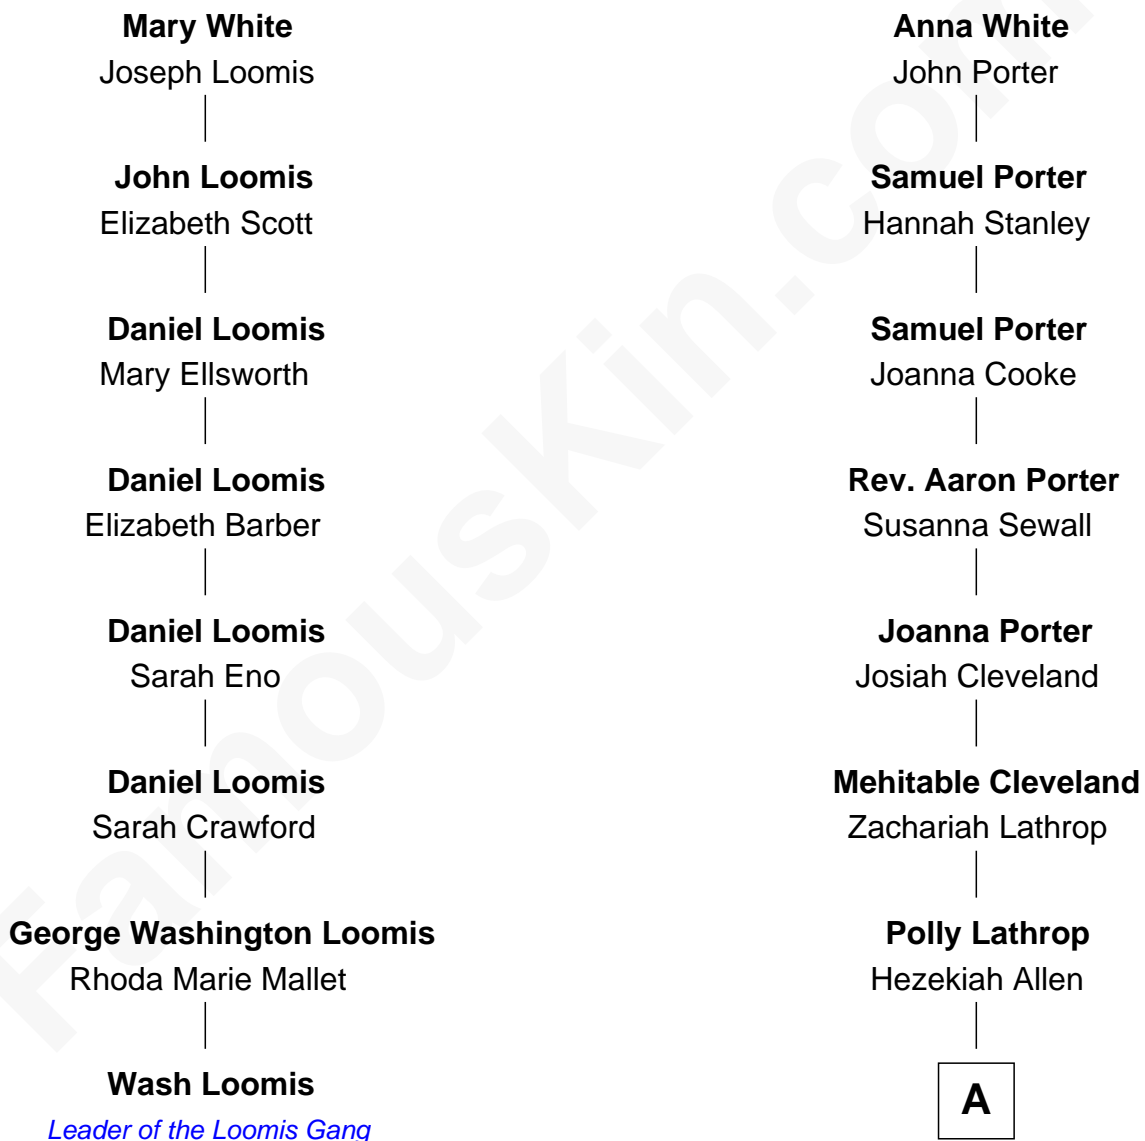 Mary White
Joseph Loomis
John Loomis
Elizabeth Scott
Daniel Loomis
Mary Ellsworth
Daniel Loomis
Elizabeth Barber
Daniel Loomis
Sarah Eno
Daniel Loomis
Sarah Crawford
George Washington Loomis
Rhoda Marie Mallet
Wash Loomis
Leader of the Loomis Gang
Anna White
John Porter
Samuel Porter
Hannah Stanley
Samuel Porter
Joanna Cooke
Rev. Aaron Porter
Susanna Sewall
Joanna Porter
Josiah Cleveland
Mehitable Cleveland
Zachariah Lathrop
Polly Lathrop
Hezekiah Allen
A
FamousKin.com